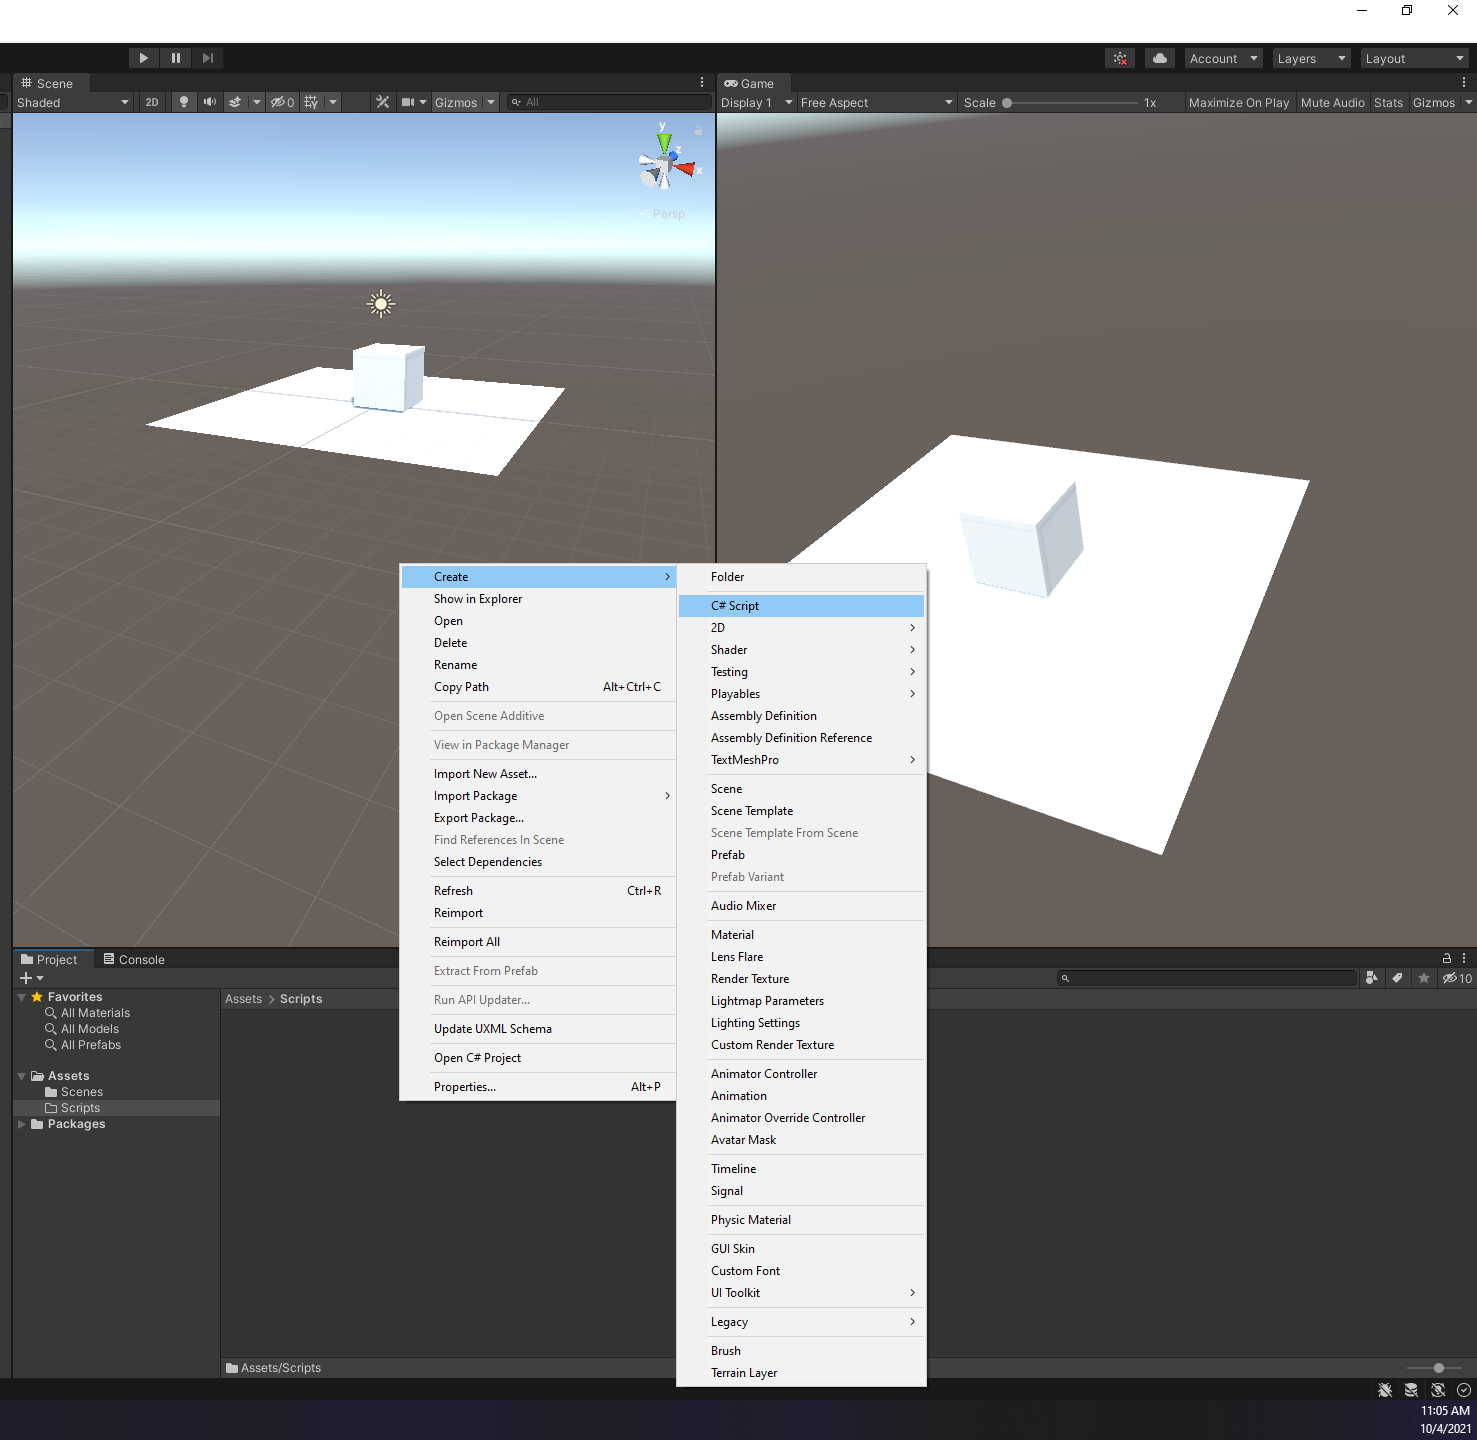 Account
Layers
Layout
Scene
Game
Shaded
2D
0
Gizmos
All
Display 1
Free Aspect
Scale
1x
Maximize On Play
Mute Audio
Stats
Gizmos
y
z
x
Persp
Create
Show in Explorer
Open
Delete
Rename
Copy Path Alt+Ctrl+C
Open Scene Additive
View in Package Manager
Import New Asset...
Import Package
Export Package...
Find References In Scene
Select Dependencies
Refresh Ctrl+R
Reimport
Reimport All
Extract From Prefab
Run API Updater...
Update UXML Schema
Open C# Project
Properties... Alt+P
Folder
C# Script
2D
Shader
Testing
Playables
Assembly Definition
Assembly Definition Reference
TextMeshPro
Scene
Scene Template
Scene Template From Scene
Prefab
Prefab Variant
Audio Mixer
Material
Lens Flare
Render Texture
Lightmap Parameters
Lighting Settings
Custom Render Texture
Animator Controller
Animation
Animator Override Controller
Avatar Mask
Timeline
Signal
Physic Material
GUI Skin
Custom Font
UI Toolkit
Legacy
Brush
Terrain Layer
Project
Console
10
Favorites
All Materials
All Models
All Prefabs
Assets
Scenes
Scripts
Packages
Assets > Scripts
Assets/Scripts
11:05 AM
10/4/2021